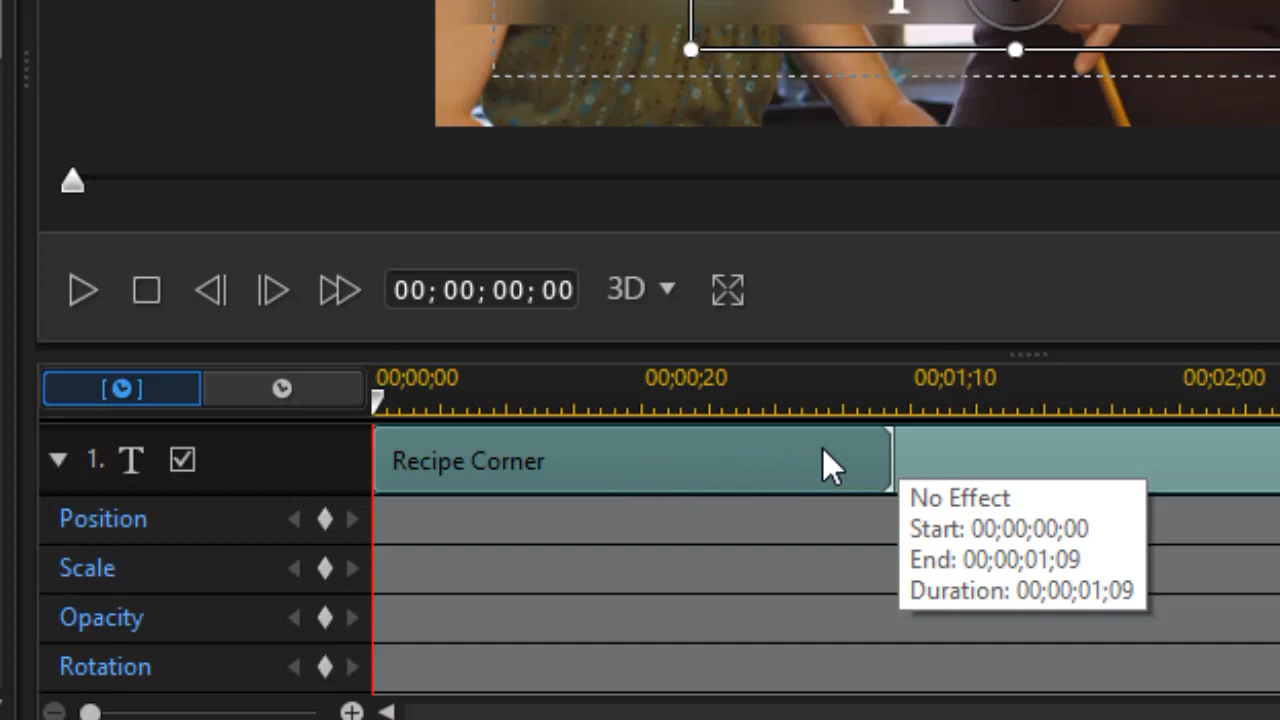 00; 00; 00; 00
3D
00;00;00 00;00;20 00;01;10 00;02;00
1. T Recipe Corner
No Effect
Position
Start: 00;00;00;00
End: 00;00;01;09
Scale
Duration: 00;00;01;09
Opacity
Rotation